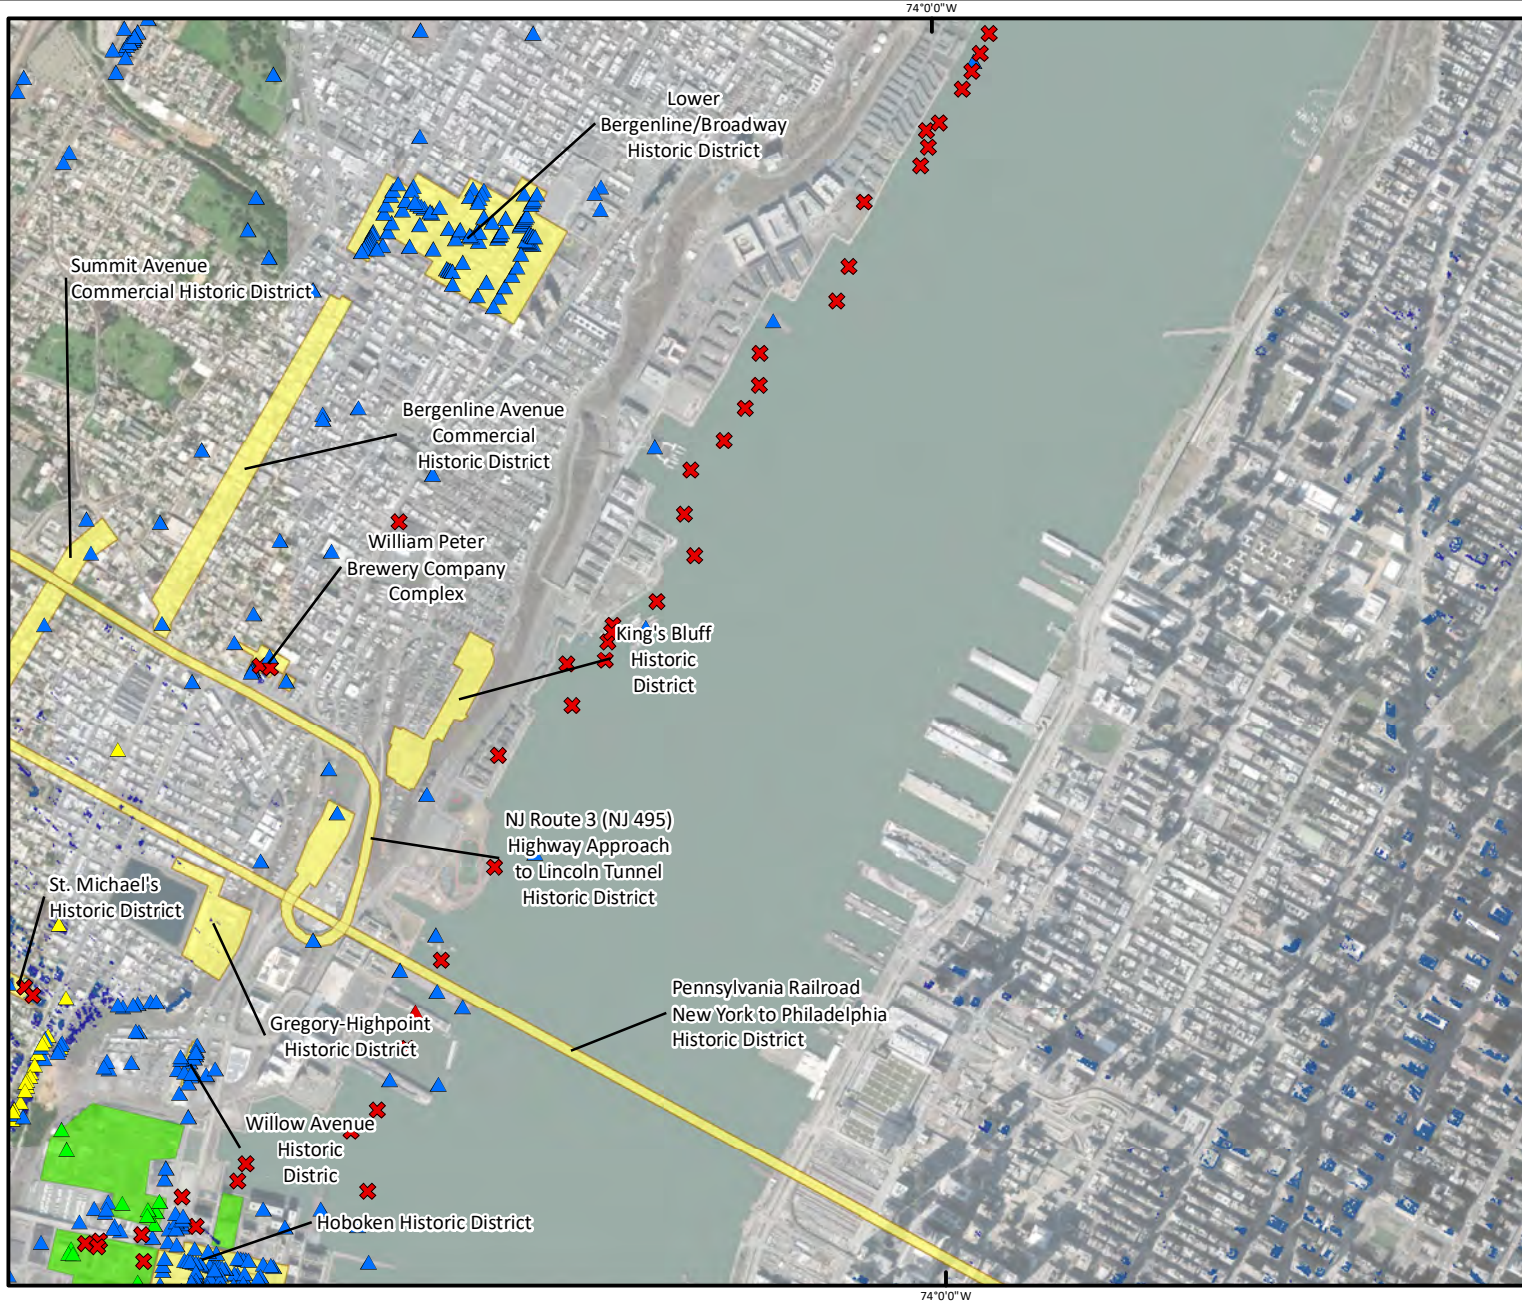 74°0'0"W
Lower
Bergenline/Broadway
Historic District
Summit Avenue
Commercial Historic District
Bergenline Avenue
Commercial
Historic District
William Peter
Brewery Company
Complex
King's Bluff
Historic
District
NJ Route 3 (NJ 495)
Highway Approach
to Lincoln Tunnel
Historic District
St. Michael's
Historic District
Pennsylvania Railroad
New York to Philadelphia
Historic District
Gregory-Highpoint
Historic District
Willow Avenue
Historic
Distric
Hoboken Historic District
74°0'0"W